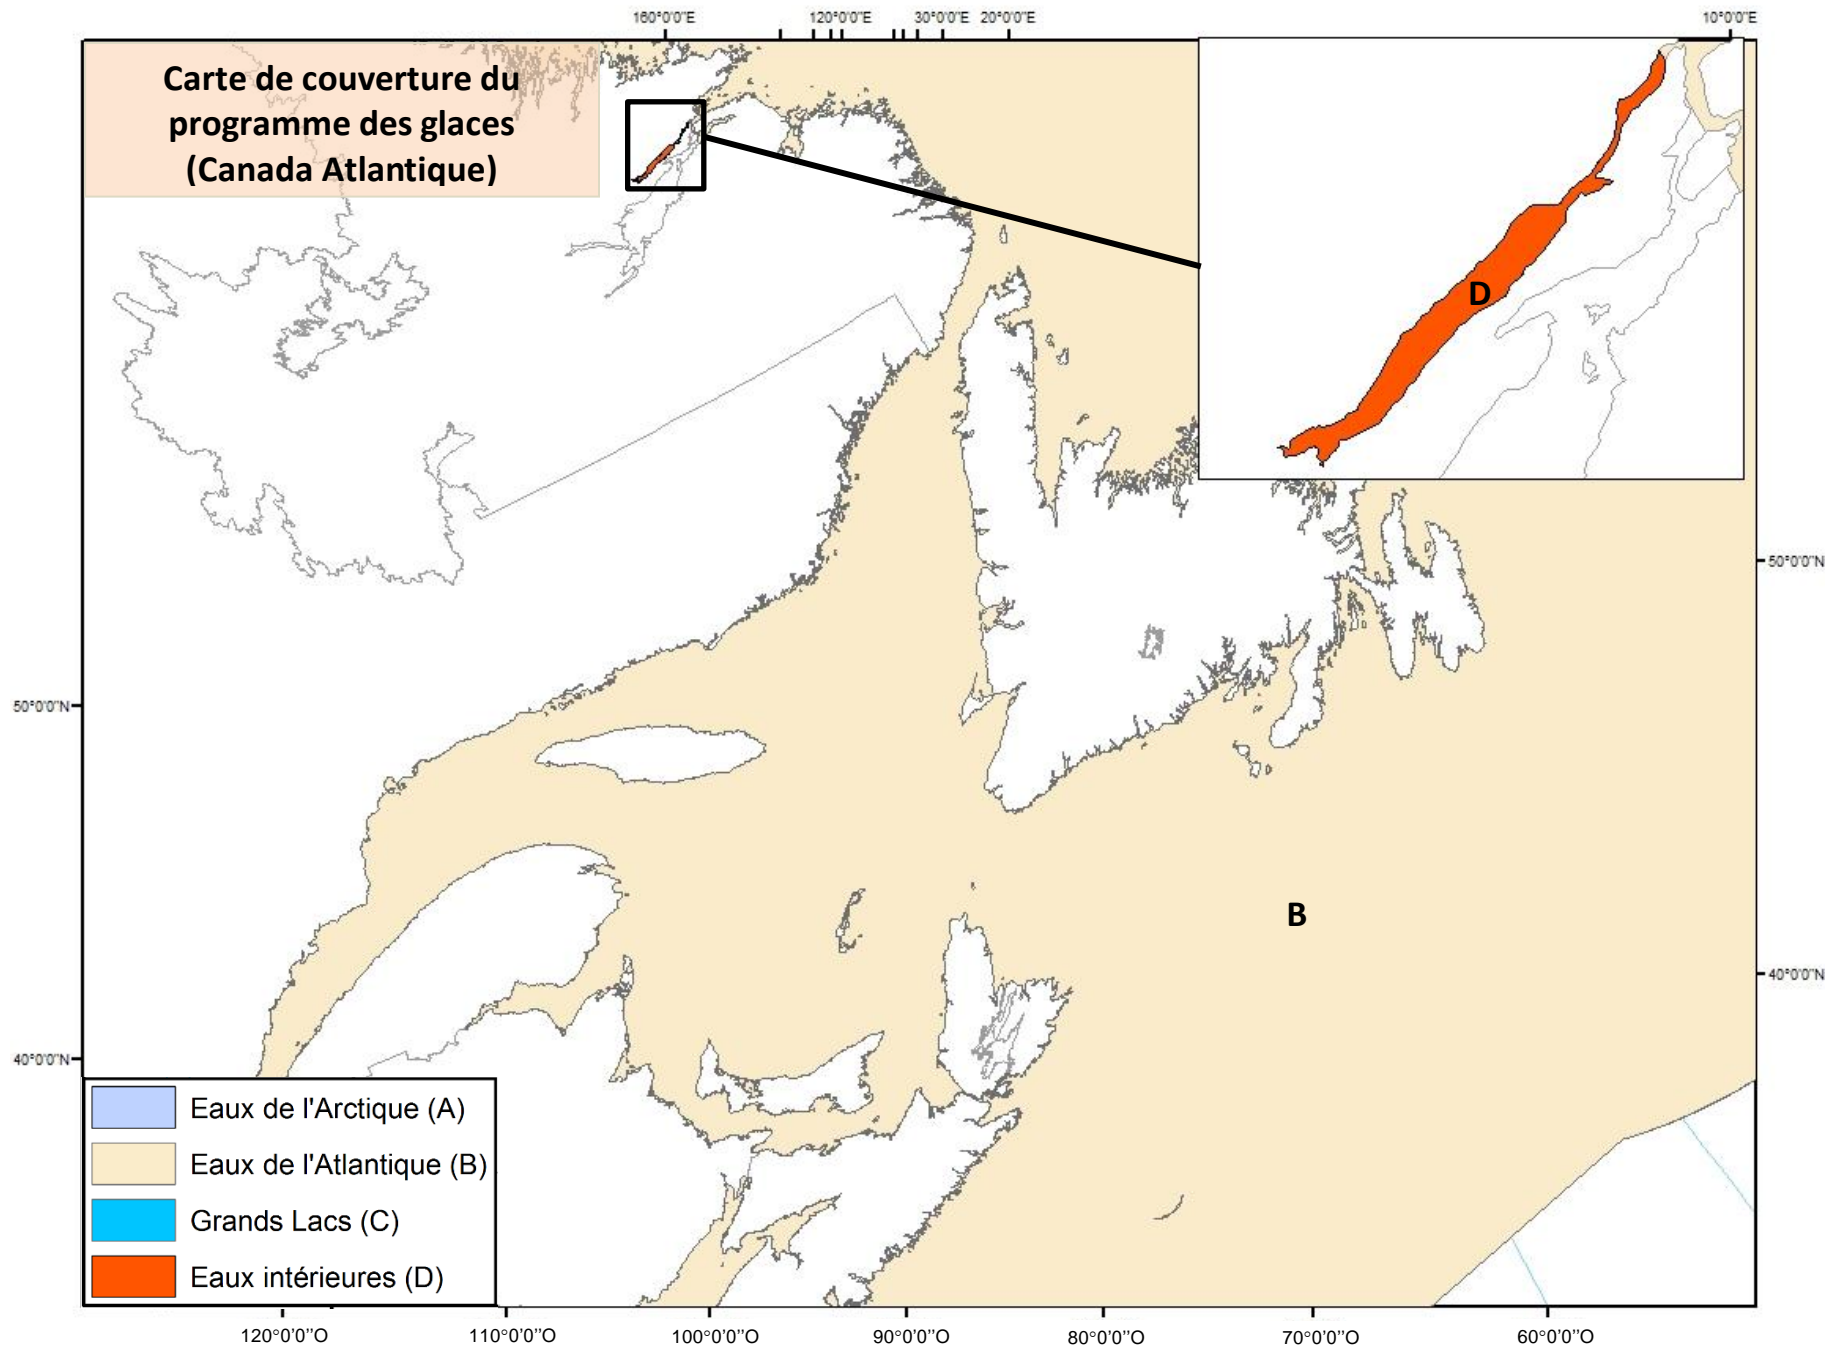 160°0'0"E
120°0'0"E
30°0'0"E
20°0'0"E
10°0'0"E
Carte de couverture du
programme des glaces
(Canada Atlantique)
D
50°0'0"N
50°0'0"N
B
40°0'0"N
40°0'0"N
Eaux de l'Arctique (A)
Eaux de l'Atlantique (B)
Grands Lacs (C)
Eaux intérieures (D)
120°0'0"O
110°0'0"O
100°0'0"O
90°0'0"O
80°0'0"O
70°0'0"O
60°0'0"O